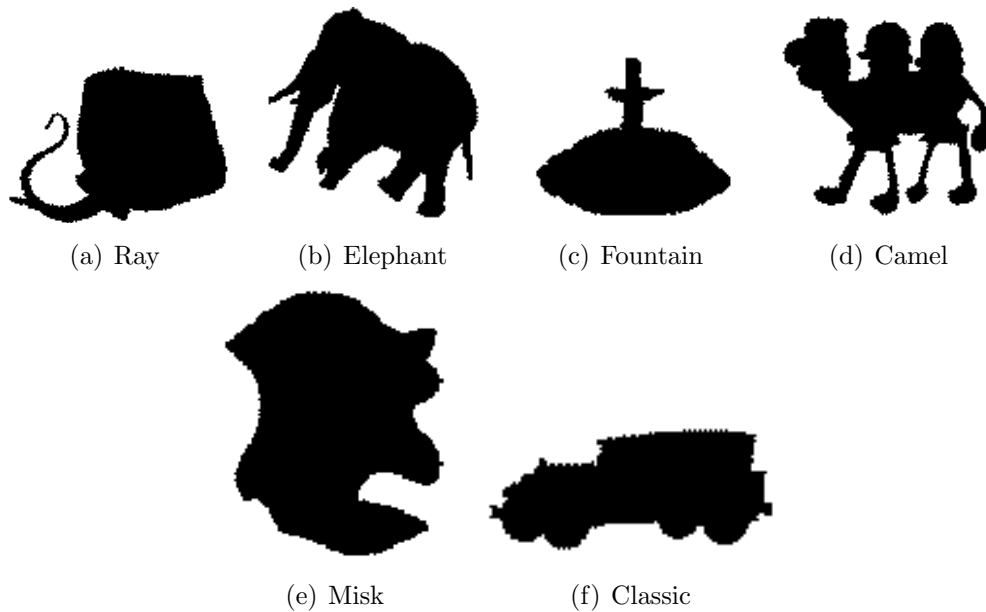 (a) Ray
(b) Elephant
(c) Fountain
(d) Camel
(e) Misk
(f) Classic